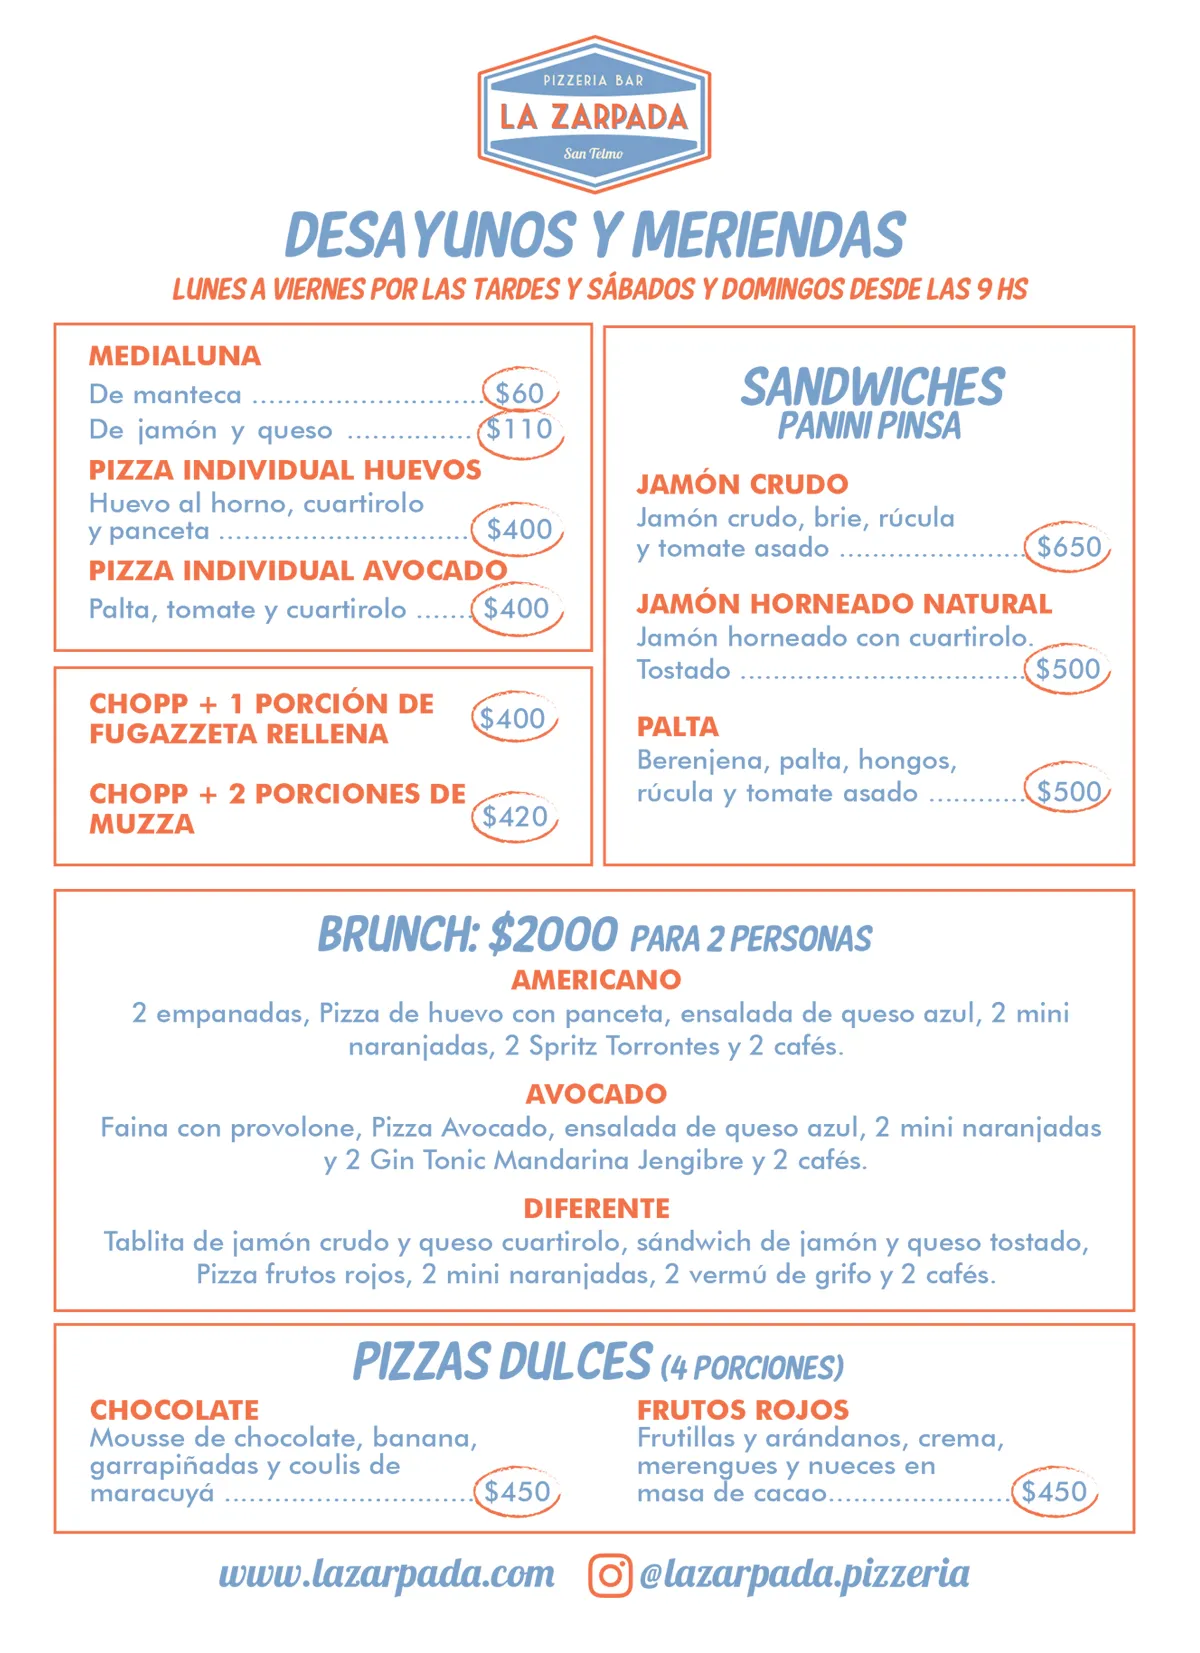 PIZZERIA BAR
LA ZARPADA
San Telmo
DESAYUNOS Y MERIENDAS
LUNES A VIERNES POR LAS TARDES Y SÁBADOS Y DOMINGOS DESDE LAS 9 HS
MEDIALUNA
De manteca ............................ $60
De jamón y queso ............... $110
PIZZA INDIVIDUAL HUEVOS
Huevo al horno, cuartirolo
y panceta .............................. $400
PIZZA INDIVIDUAL AVOCADO
Palta, tomate y cuartirolo ....... $400
CHOPP + 1 PORCIÓN DE
FUGAZZETA RELLENA
$400
CHOPP + 2 PORCIONES DE
MUZZA
$420
SANDWICHES
PANINI PINSA
JAMÓN CRUDO
Jamón crudo, brie, rúcula
y tomate asado ....................... $650
JAMÓN HORNEADO NATURAL
Jamón horneado con cuartirolo.
Tostado ................................... $500
PALTA
Berenjena, palta, hongos,
rúcula y tomate asado ............ $500
BRUNCH: $2000 PARA 2 PERSONAS
AMERICANO
2 empanadas, Pizza de huevo con panceta, ensalada de queso azul, 2 mini
naranjadas, 2 Spritz Torrontes y 2 cafés.
AVOCADO
Faina con provolone, Pizza Avocado, ensalada de queso azul, 2 mini naranjadas
y 2 Gin Tonic Mandarina Jengibre y 2 cafés.
DIFERENTE
Tablita de jamón crudo y queso cuartirolo, sándwich de jamón y queso tostado,
Pizza frutos rojos, 2 mini naranjadas, 2 vermú de grifo y 2 cafés.
PIZZAS DULCES (4 PORCIONES)
CHOCOLATE
Mousse de chocolate, banana,
garrapiñadas y coulis de
maracuyá .............................. $450
FRUTOS ROJOS
Frutillas y arándanos, crema,
merengues y nueces en
masa de cacao...................... $450
www.lazarpada.com @lazarpada.pizzeria